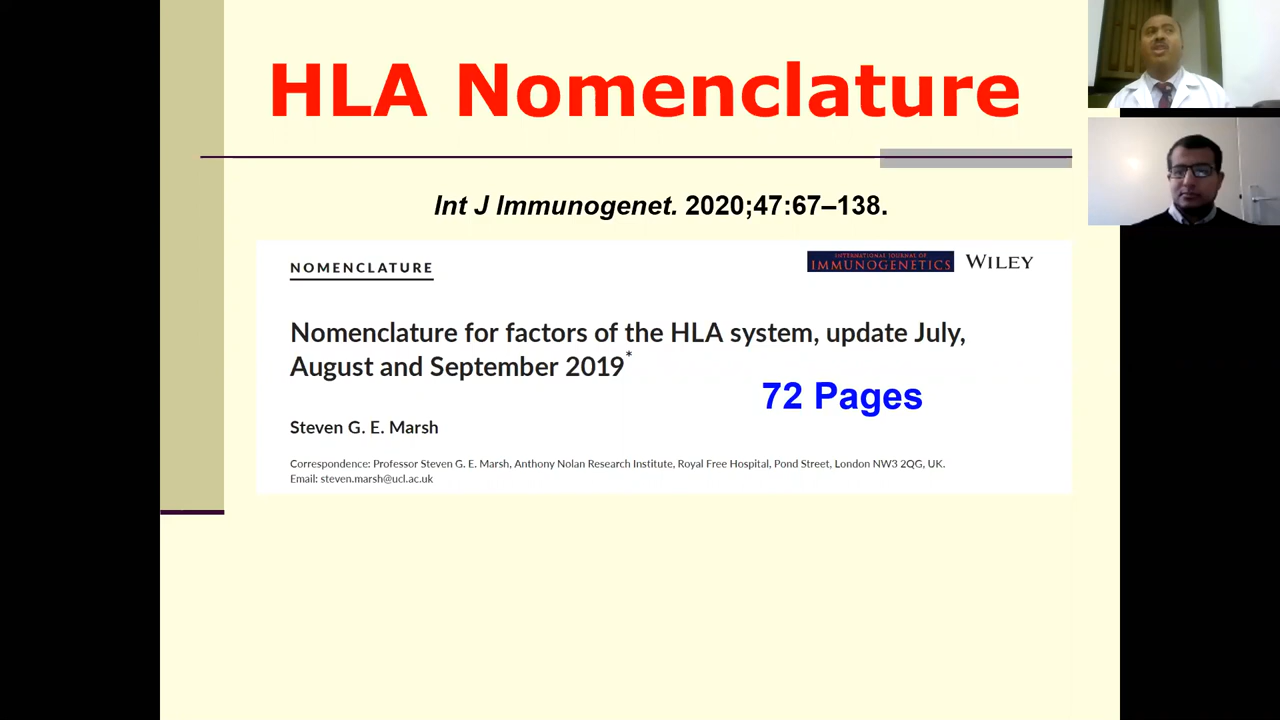 HLA Nomenclature
Int J Immunogenet. 2020;47:67–138.
NOMENCLATURE
INTERNATIONAL JOURNAL OF
IMMUNOGENETICS
WILEY
Nomenclature for factors of the HLA system, update July,
August and September 2019*
72 Pages
Steven G. E. Marsh
Correspondence: Professor Steven G. E. Marsh, Anthony Nolan Research Institute, Royal Free Hospital, Pond Street, London NW3 2QG, UK.
Email: steven.marsh@ucl.ac.uk